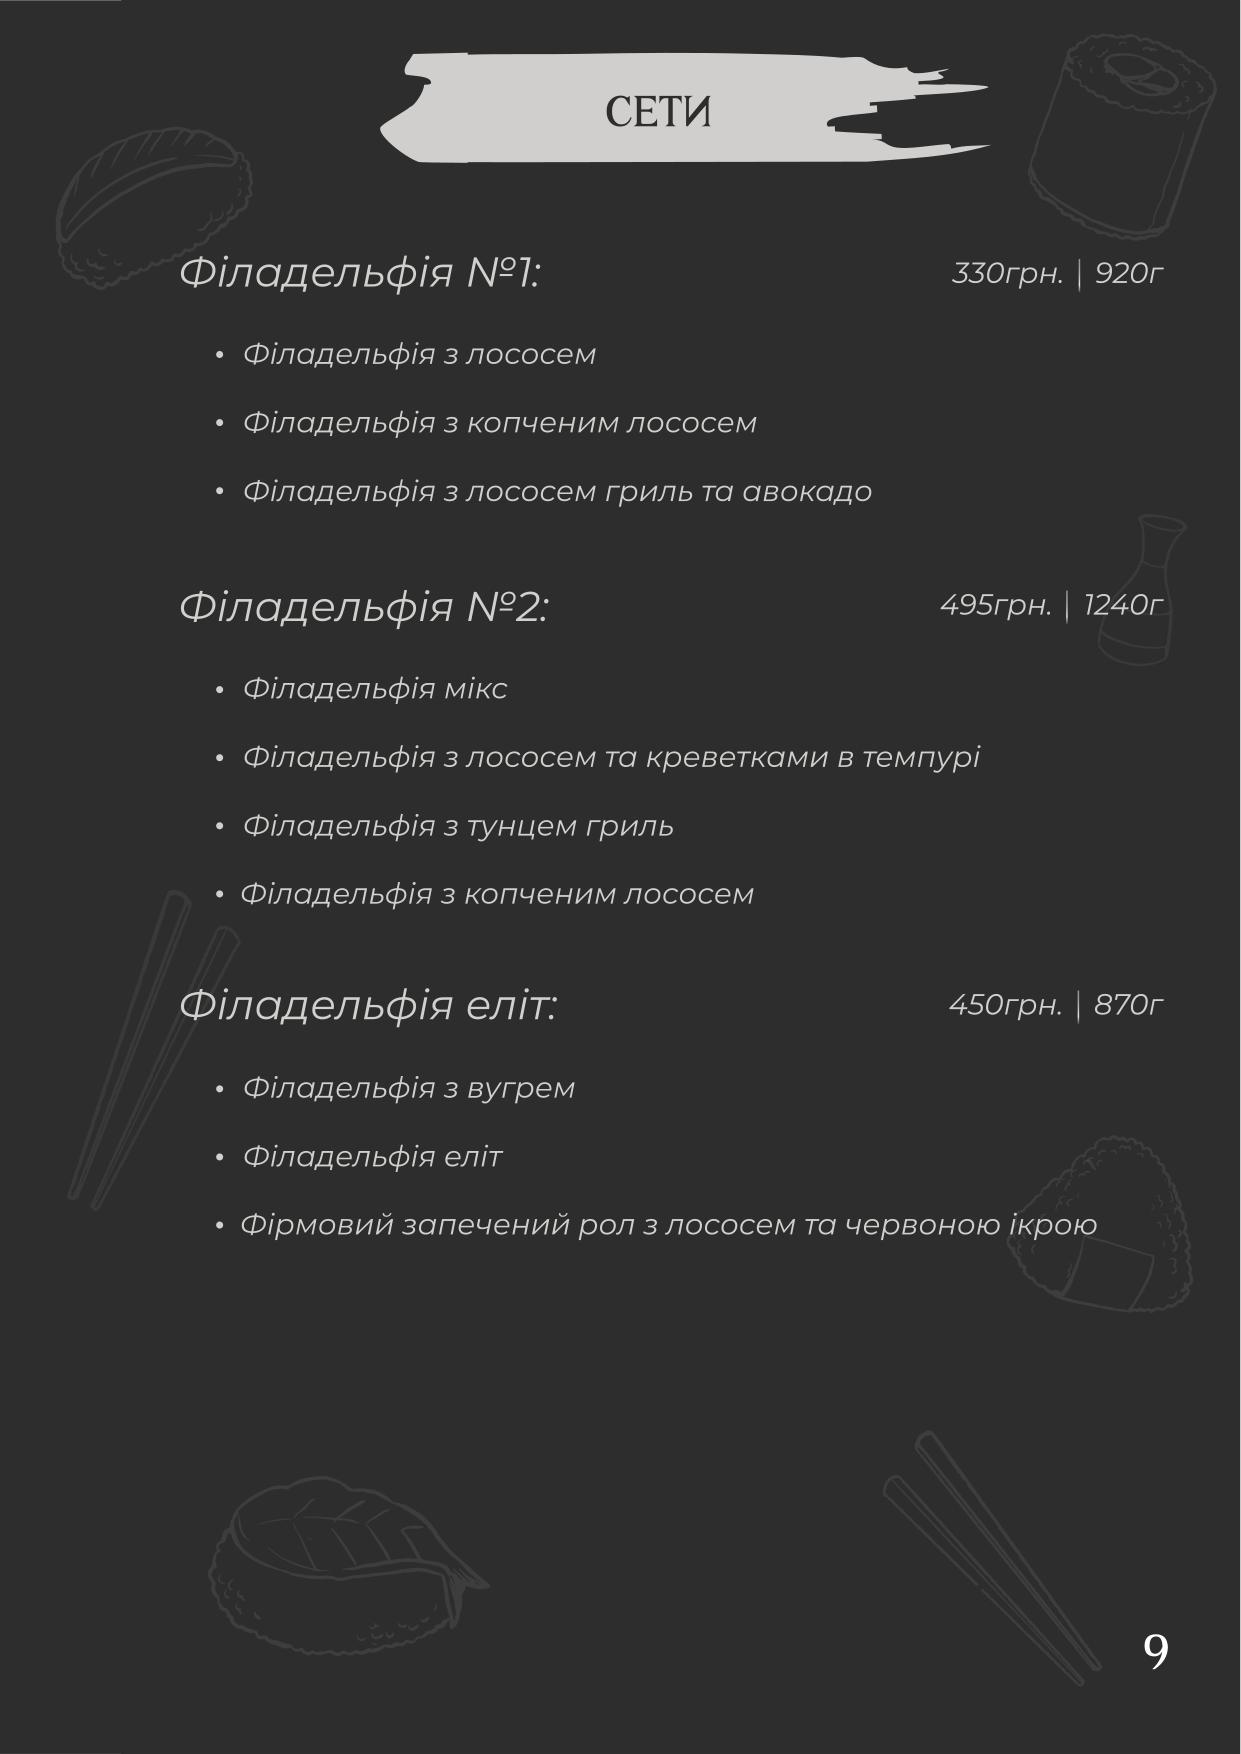 СЕТИ
Філадельфія №1: 330грн. | 920г
• Філадельфія з лососем
• Філадельфія з копченим лососем
• Філадельфія з лососем гриль та авокадо
Філадельфія №2: 495грн. | 1240г
• Філадельфія мікс
• Філадельфія з лососем та креветками в темпурі
• Філадельфія з тунцем гриль
• Філадельфія з копченим лососем
Філадельфія еліт: 450грн. | 870г
• Філадельфія з вугрем
• Філадельфія еліт
• Фірмовий запечений рол з лососем та червоною ікрою
9